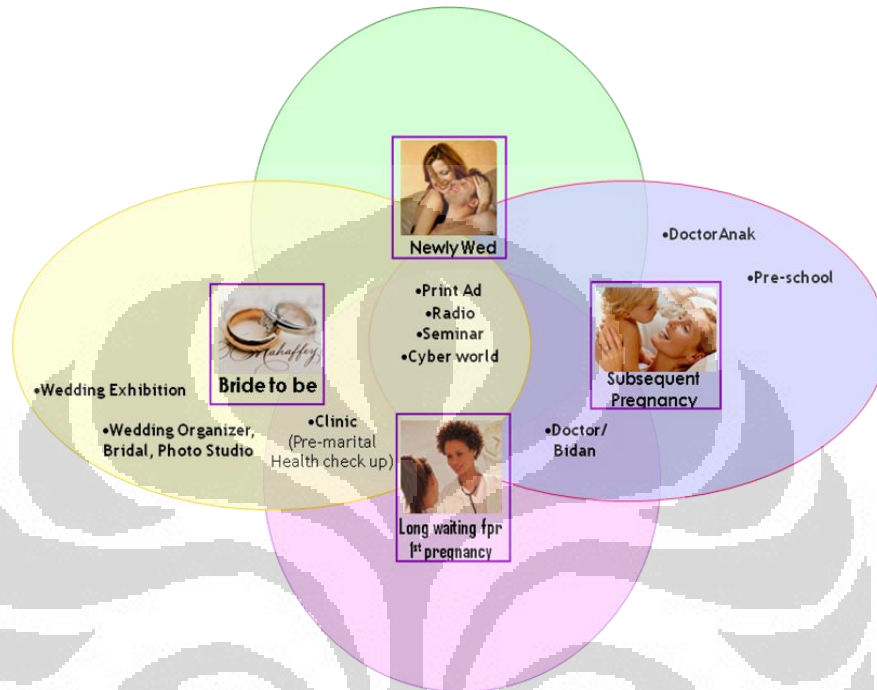 Newly Wed
•DoctorAnak
•Pre-school
•Print Ad
•Radio
•Seminar
•Cyber world
Mahaffey
Bride to be
Subsequent
Pregnancy
•Wedding Exhibition
•Wedding Organizer,
Bridal, Photo Studio
•Clinic
(Pre-marital
Health check up)
•Doctor/
Bidan
Long waiting fpr
1st pregnancy